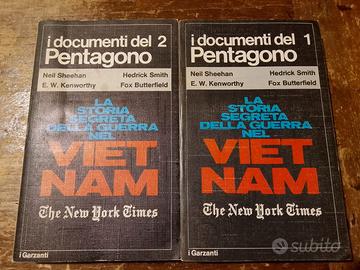 i documenti del 2
Pentagono
Neil Sheehan Hedrick Smith
E. W. Kenworthy Fox Butterfield
LA
STORIA
SEGRETA
DELLA GUERRA
NEL
VIET
NAM
The New York Times
i Garzanti
i documenti del 1
Pentagono
Neil Sheehan Hedrick Smith
E. W. Kenworthy Fox Butterfield
LA
STORIA
SEGRETA
DELLA GUERRA
NEL
VIET
NAM
The New York Times
i Garzanti
subito